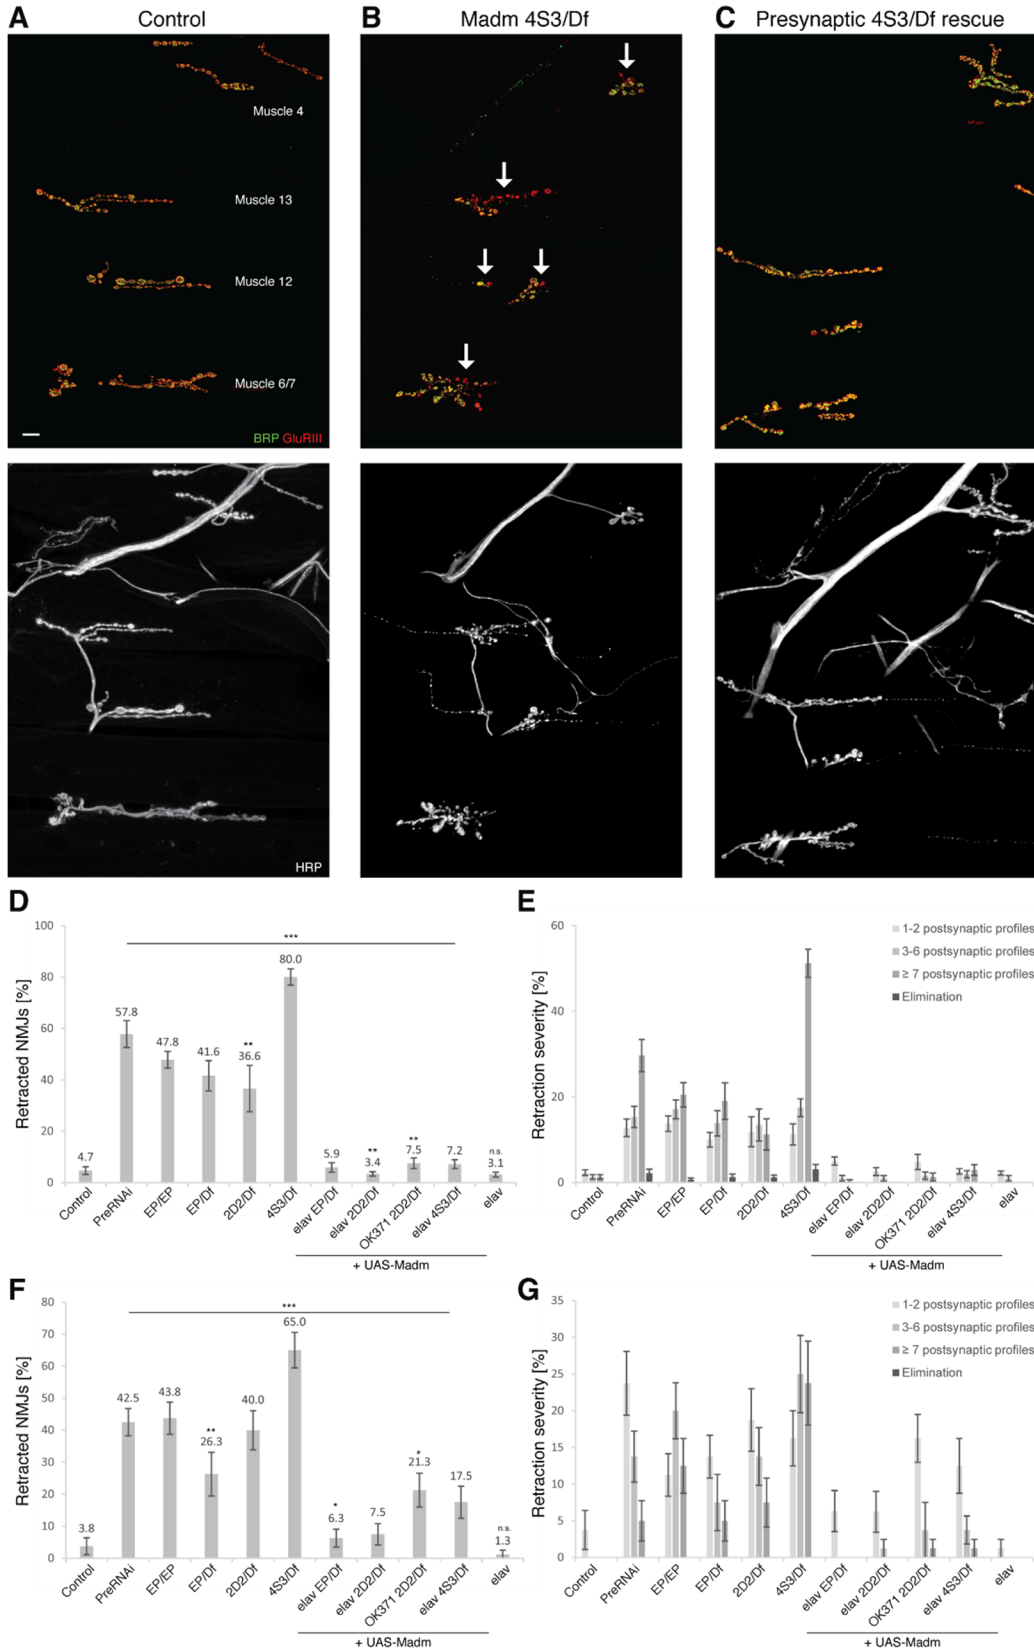 A Control
B Madm 4S3/Df
C Presynaptic 4S3/Df rescue
Muscle 4
Muscle 13
Muscle 12
Muscle 6/7
BRP GluRIII
HRP
D
Retracted NMJs [%]
100
80
60
40
20
0
***
4.7
57.8
47.8
41.6
**
36.6
80.0
5.9
**
3.4
**
7.5
7.2
n.s.
3.1
Control
PreRNAi
EP/EP
EP/Df
2D2/Df
4S3/Df
elav EP/Df
elav 2D2/Df
OK371 2D2/Df
elav 4S3/Df
elav
+ UAS-Madm
E
Retraction severity [%]
60
40
20
0
1-2 postsynaptic profiles
3-6 postsynaptic profiles
≥ 7 postsynaptic profiles
Elimination
Control
PreRNAi
EP/EP
EP/Df
2D2/Df
4S3/Df
elav EP/Df
elav 2D2/Df
OK371 2D2/Df
elav 4S3/Df
elav
+ UAS-Madm
F
Retracted NMJs [%]
80
70
60
50
40
30
20
10
0
***
3.8
42.5
43.8
**
26.3
40.0
65.0
*
6.3
7.5
*
21.3
17.5
n.s.
1.3
Control
PreRNAi
EP/EP
EP/Df
2D2/Df
4S3/Df
elav EP/Df
elav 2D2/Df
OK371 2D2/Df
elav 4S3/Df
elav
+ UAS-Madm
G
Retraction severity [%]
35
30
25
20
15
10
5
0
1-2 postsynaptic profiles
3-6 postsynaptic profiles
≥ 7 postsynaptic profiles
Elimination
Control
PreRNAi
EP/EP
EP/Df
2D2/Df
4S3/Df
elav EP/Df
elav 2D2/Df
OK371 2D2/Df
elav 4S3/Df
elav
+ UAS-Madm